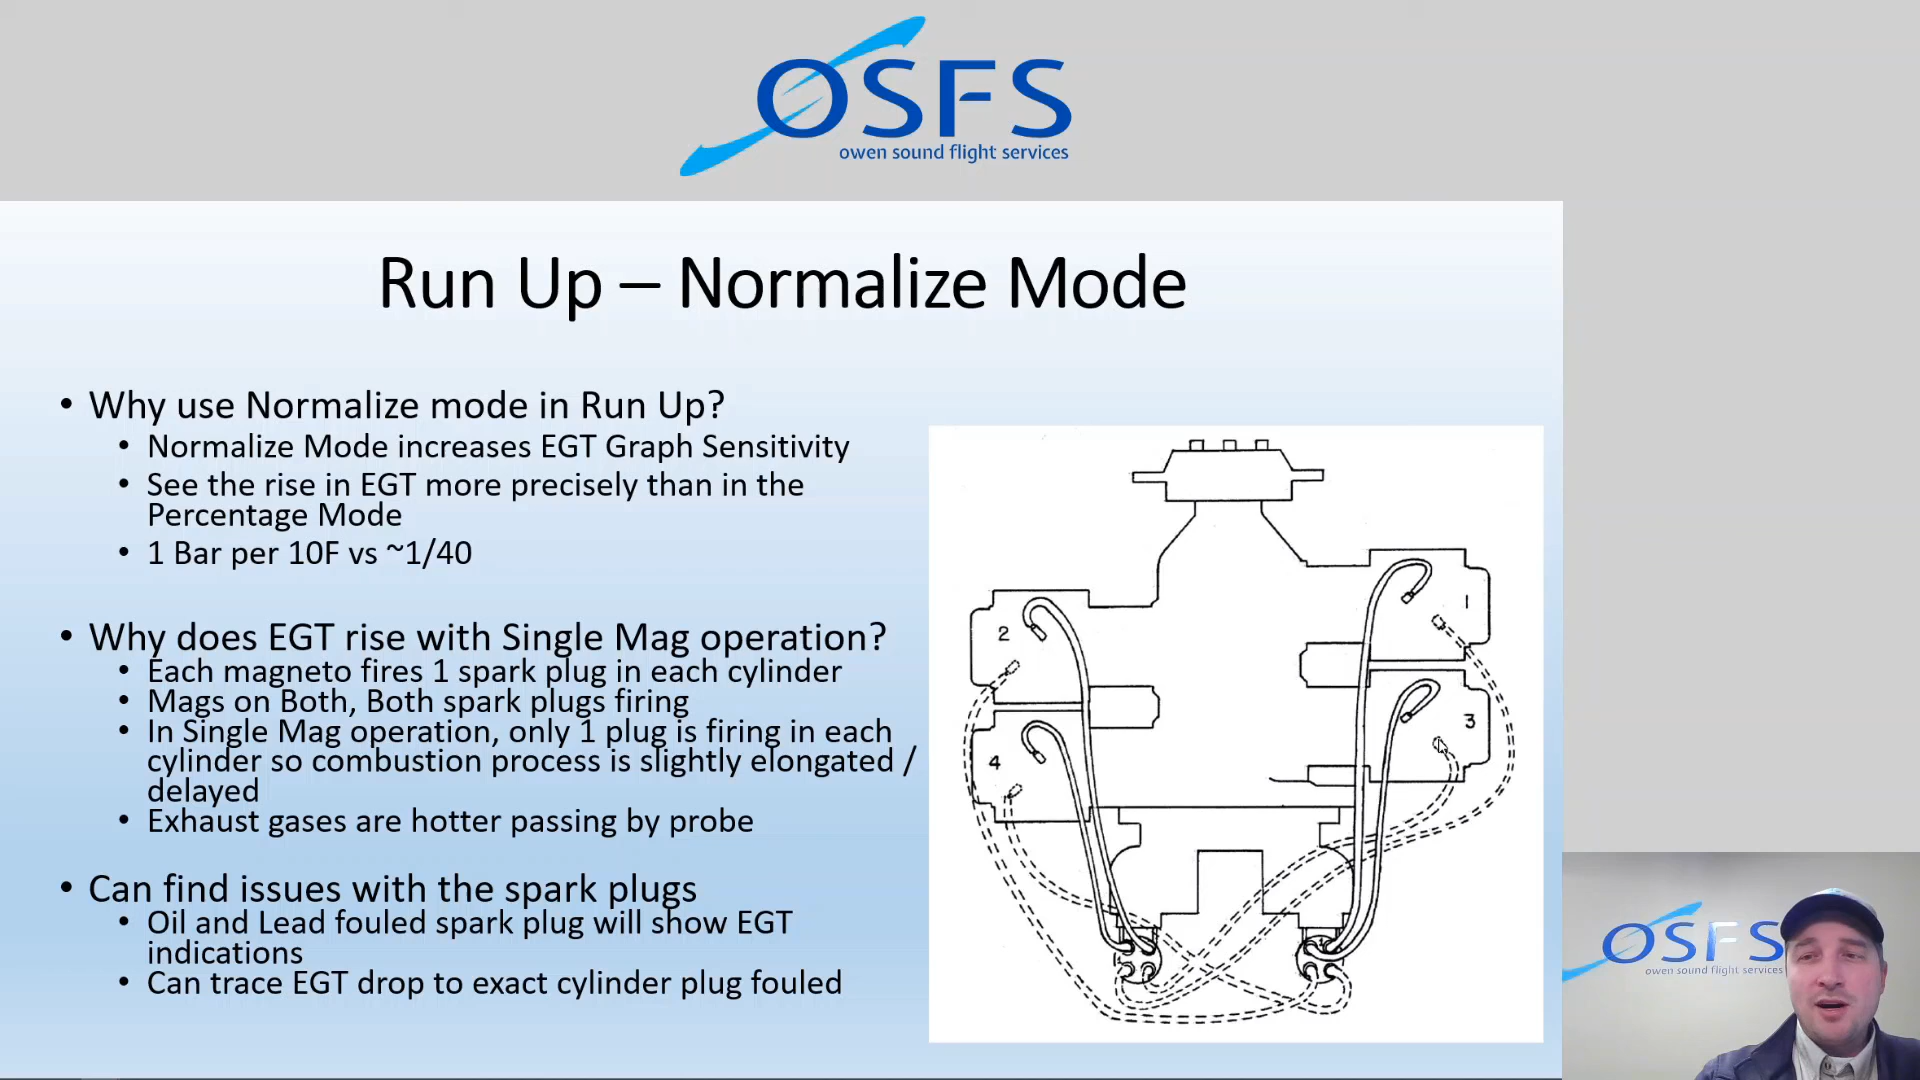 OSFS
owen sound flight services
Run Up – Normalize Mode
• Why use Normalize mode in Run Up?
• Normalize Mode increases EGT Graph Sensitivity
• See the rise in EGT more precisely than in the
Percentage Mode
• 1 Bar per 10F vs ~1/40
• Why does EGT rise with Single Mag operation?
• Each magneto fires 1 spark plug in each cylinder
• Mags on Both, Both spark plugs firing
• In Single Mag operation, only 1 plug is firing in each
cylinder so combustion process is slightly elongated /
delayed
• Exhaust gases are hotter passing by probe
• Can find issues with the spark plugs
• Oil and Lead fouled spark plug will show EGT
indications
• Can trace EGT drop to exact cylinder plug fouled
1
2
3
4
OSFS
owen sound flight services